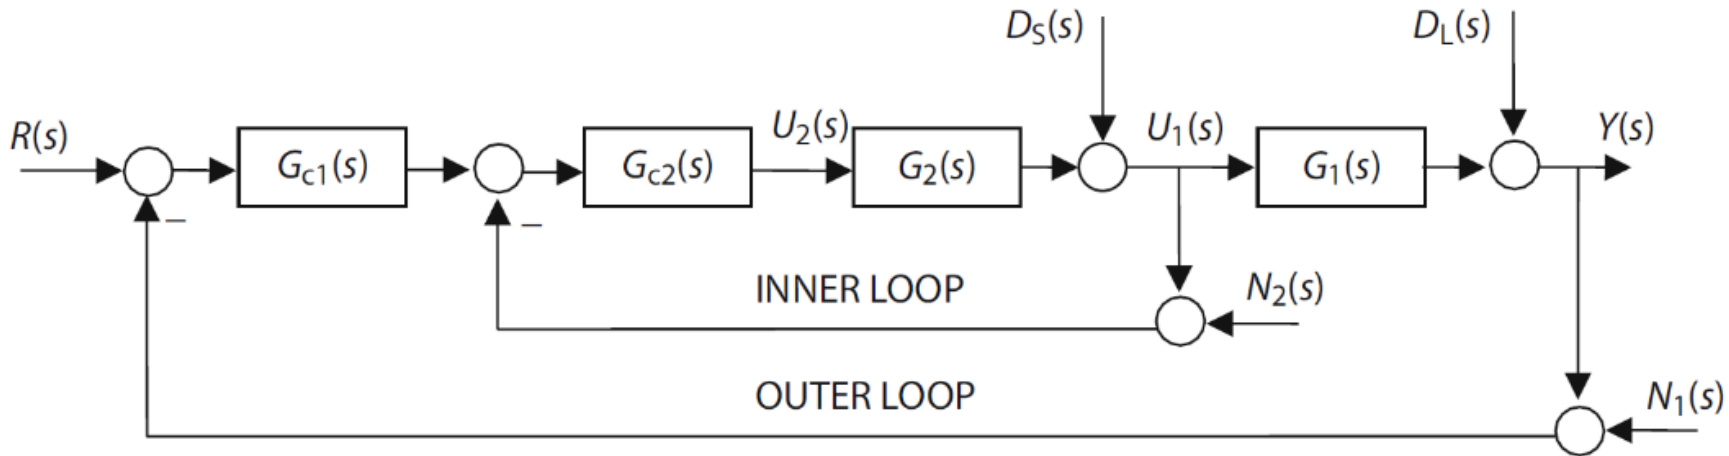 D_S(s)
D_L(s)
R(s)
G_c1(s)
G_c2(s)
U_2(s)
G_2(s)
U_1(s)
G_1(s)
Y(s)
–
–
INNER LOOP
N_2(s)
OUTER LOOP
N_1(s)